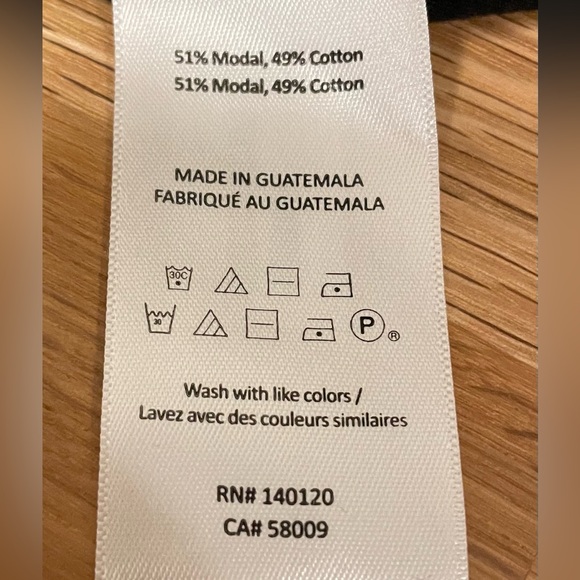 51% Modal, 49% Cotton
51% Modal, 49% Cotton
MADE IN GUATEMALA
FABRIQUÉ AU GUATEMALA
30C
30 P ®
Wash with like colors /
Lavez avec des couleurs similaires
RN# 140120
CA# 58009